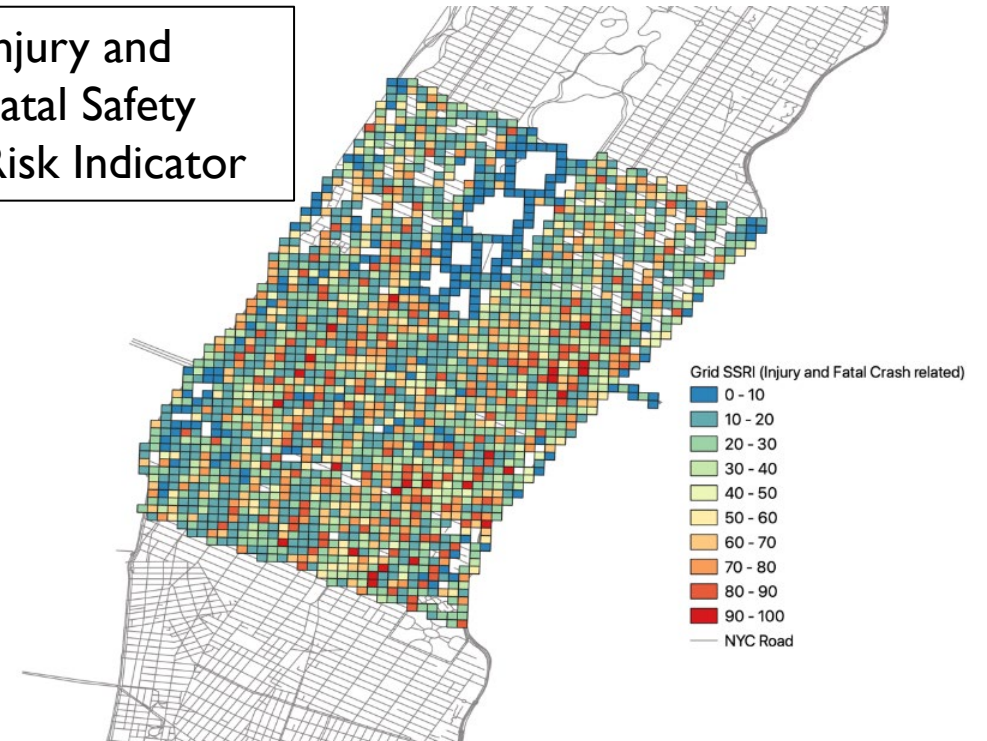 njury and
atal Safety
Risk Indicator
Grid SSRI (Injury and Fatal Crash related)
0 - 10
10 - 20
20 - 30
30 - 40
40 - 50
50 - 60
60 - 70
70 - 80
80 - 90
90 - 100
NYC Road